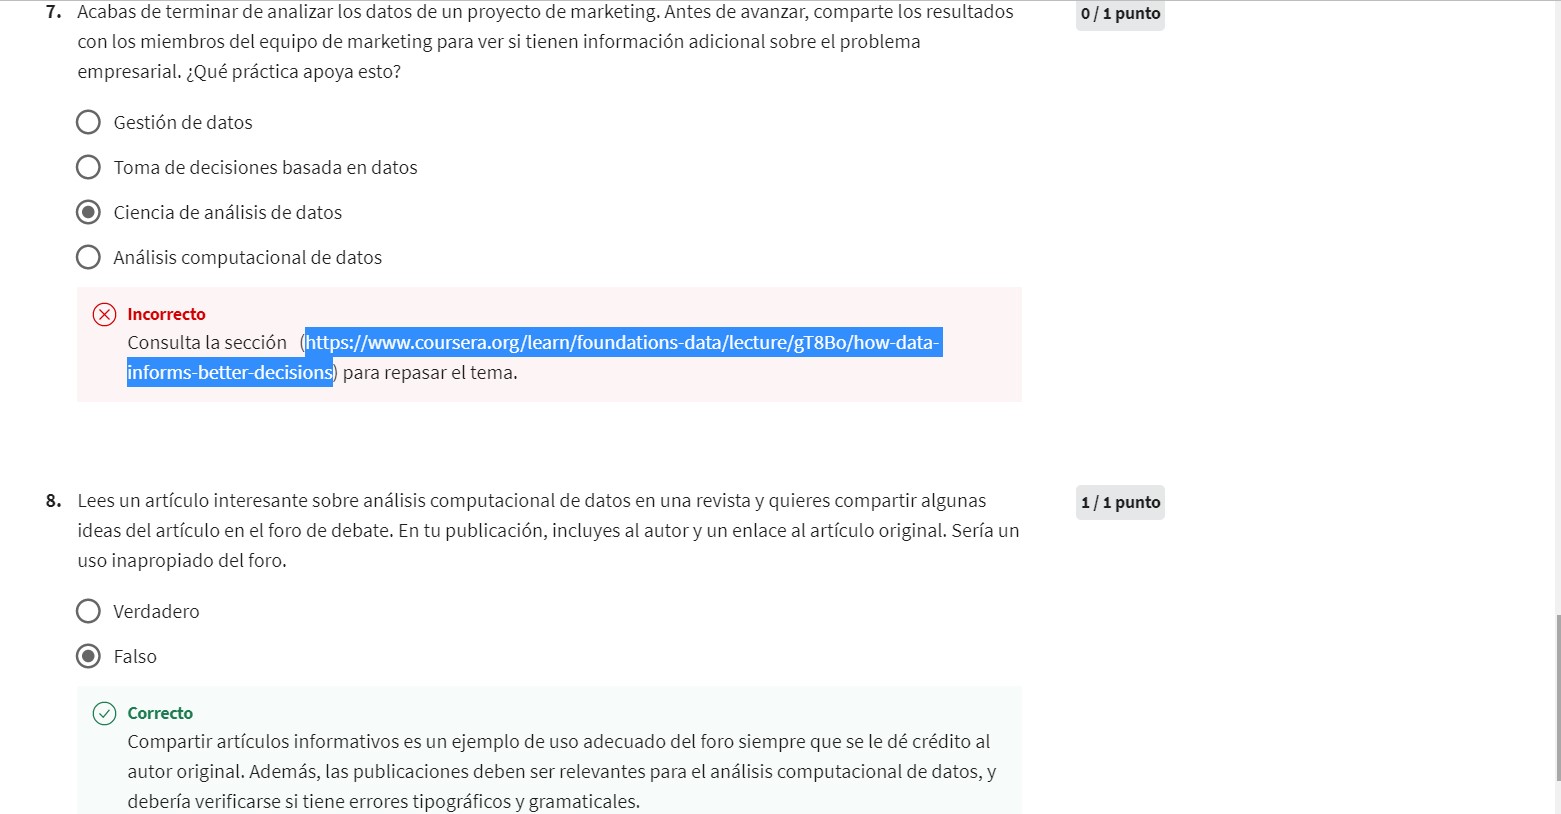 7. Acabas de terminar de analizar los datos de un proyecto de marketing. Antes de avanzar, comparte los resultados
con los miembros del equipo de marketing para ver si tienen información adicional sobre el problema
empresarial. ¿Qué práctica apoya esto?
0 / 1 punto
Gestión de datos
Toma de decisiones basada en datos
Ciencia de análisis de datos
Análisis computacional de datos
Incorrecto
Consulta la sección (https://www.coursera.org/learn/foundations-data/lecture/gT8Bo/how-data-
informs-better-decisions) para repasar el tema.
8. Lees un artículo interesante sobre análisis computacional de datos en una revista y quieres compartir algunas
ideas del artículo en el foro de debate. En tu publicación, incluyes al autor y un enlace al artículo original. Sería un
uso inapropiado del foro.
1 / 1 punto
Verdadero
Falso
Correcto
Compartir artículos informativos es un ejemplo de uso adecuado del foro siempre que se le dé crédito al
autor original. Además, las publicaciones deben ser relevantes para el análisis computacional de datos, y
debería verificarse si tiene errores tipográficos y gramaticales.